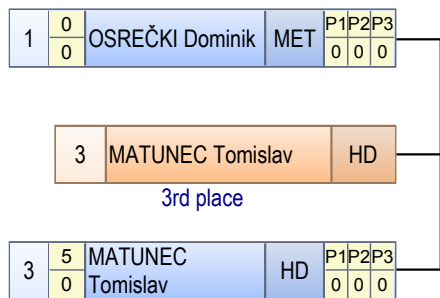 1 0 OSREČKI Dominik MET P1 P2 P3
0 0 0 0
3 MATUNEC Tomislav HD
3rd place
3 5 MATUNEC HD P1 P2 P3
0 Tomislav 0 0 0